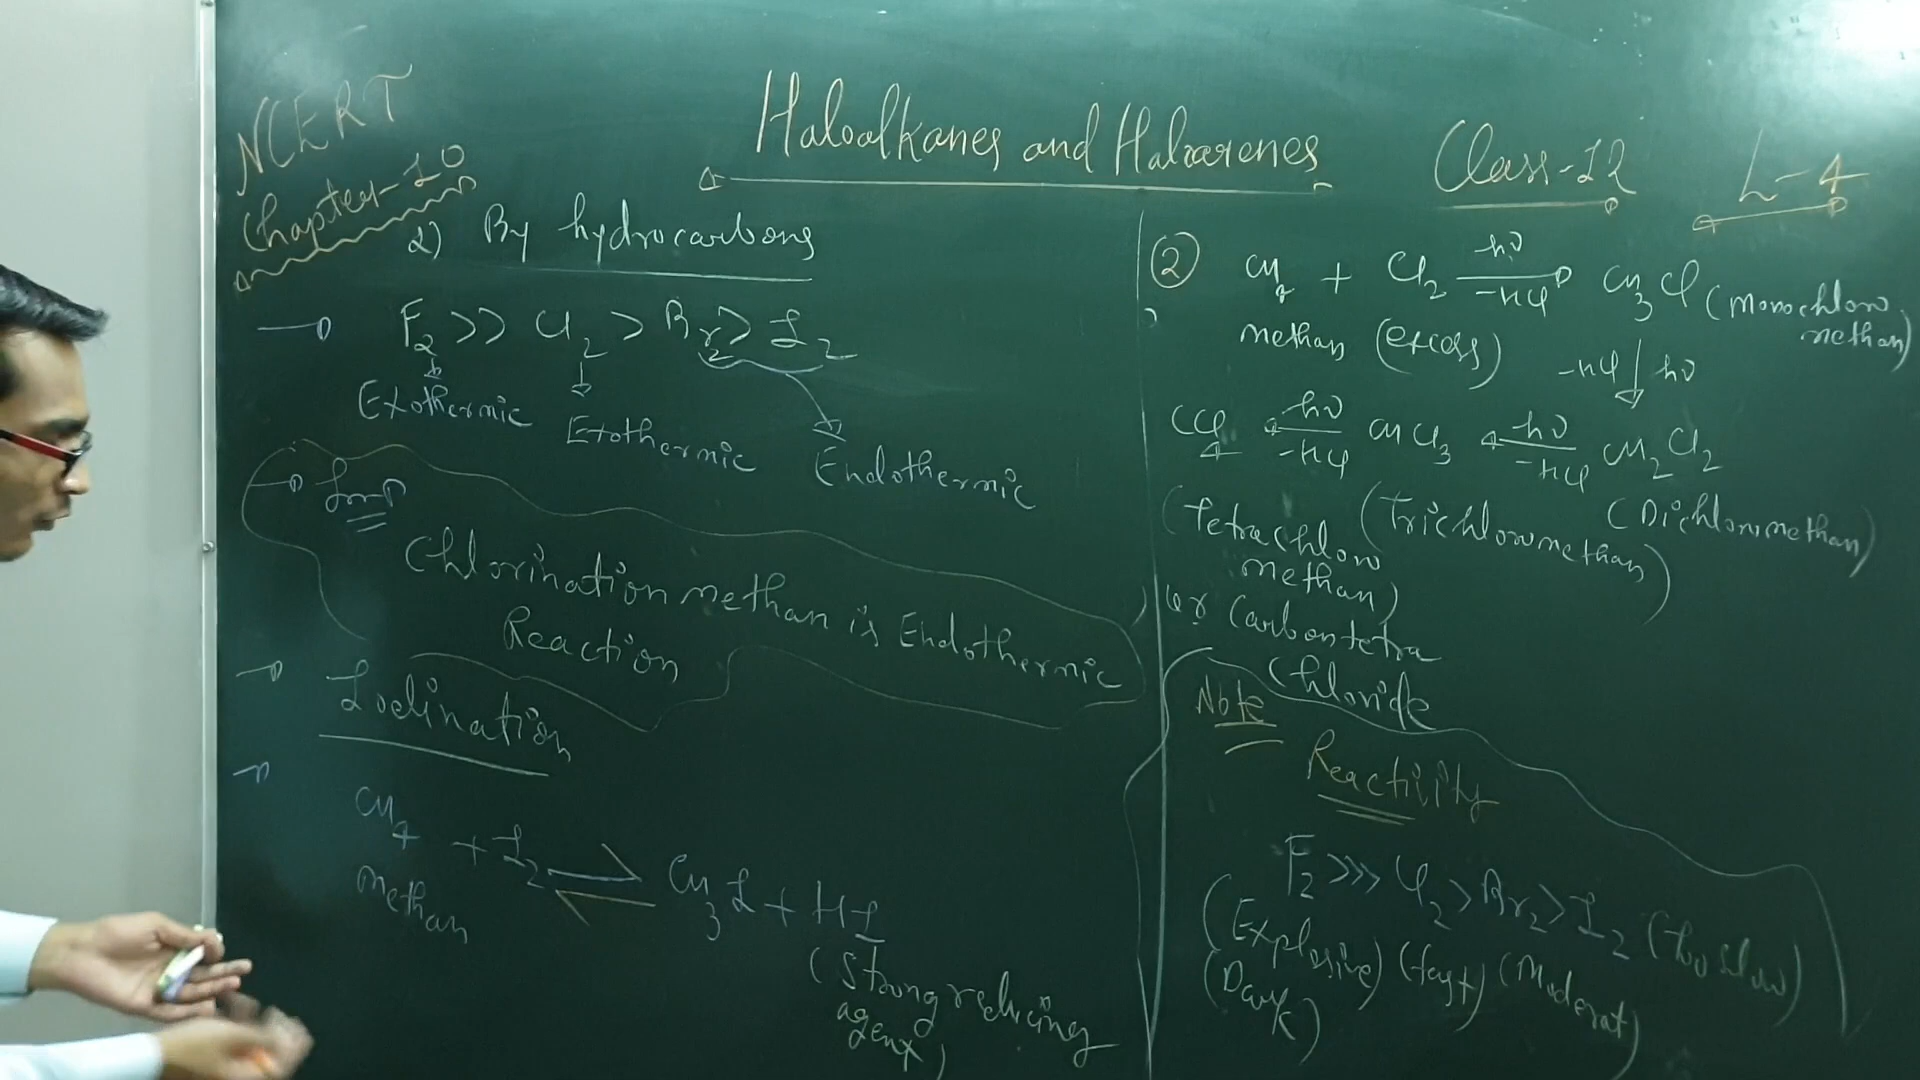 NCERT
Chapter-10
Haloalkanes and Haloarenes
Class-12
L-4
2) By hydrocarbons
F2 >> Cl2 > Br2 > I2
Exothermic
Exothermic
Endothermic
Imp
Chlorination methan is Endothermic
Reaction
Iodination
CH4 + I2 ⇌ CH3I + HI
methan
(Strong reducing
agent)
② CH4 + Cl2 hν -HCl → CH3Cl (monochloro
methan)
methan (excess)
-HCl ↓ hν
CCl4 ← hν -HCl CHCl3 ← hν -HCl CH2Cl2
(Tetrachloro
methan)
(Trichloromethan)
(Dichloromethan)
or Carbontetra
Chloride
Note
Reactivity
F2 >>> Cl2 > Br2 > I2 (too slow)
(Explosive) (fast) (Moderat)
(Dark)